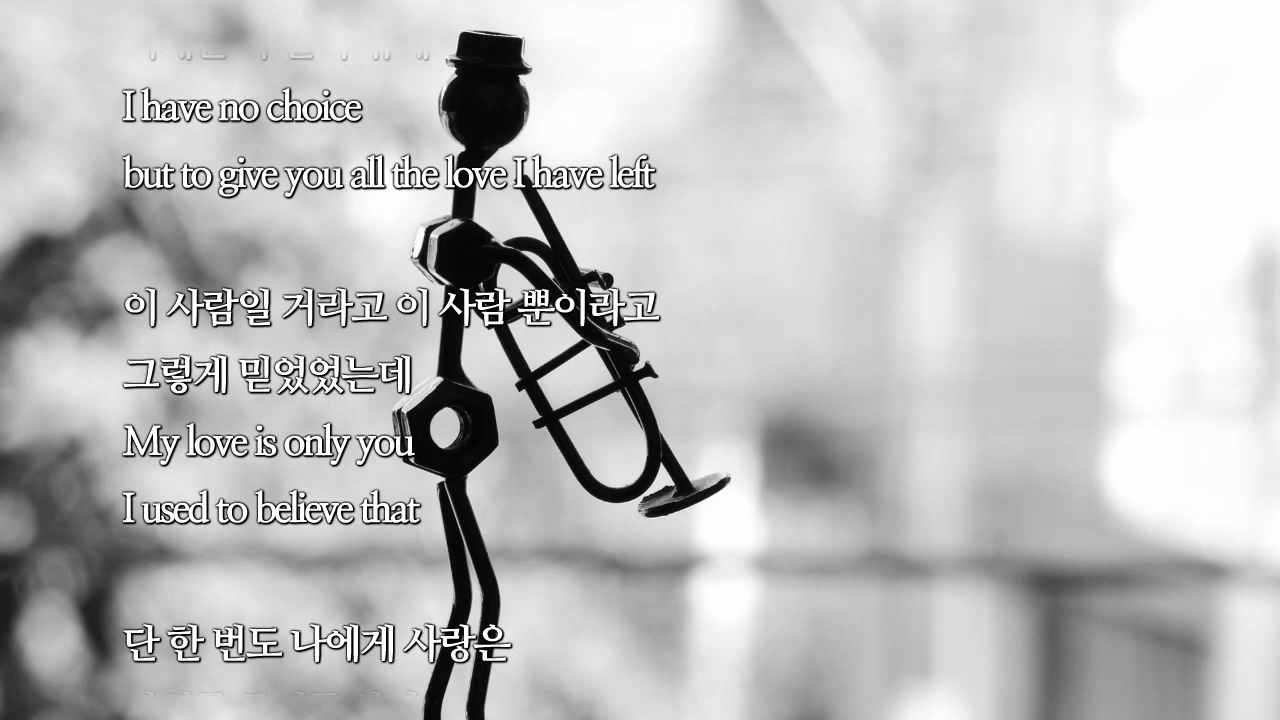 I have no choice
but to give you all the love I have left
이 사람일 거라고 이 사람 뿐이라고
그렇게 믿었었는데
My love is only you
I used to believe that
단 한 번도 나에게 사랑은